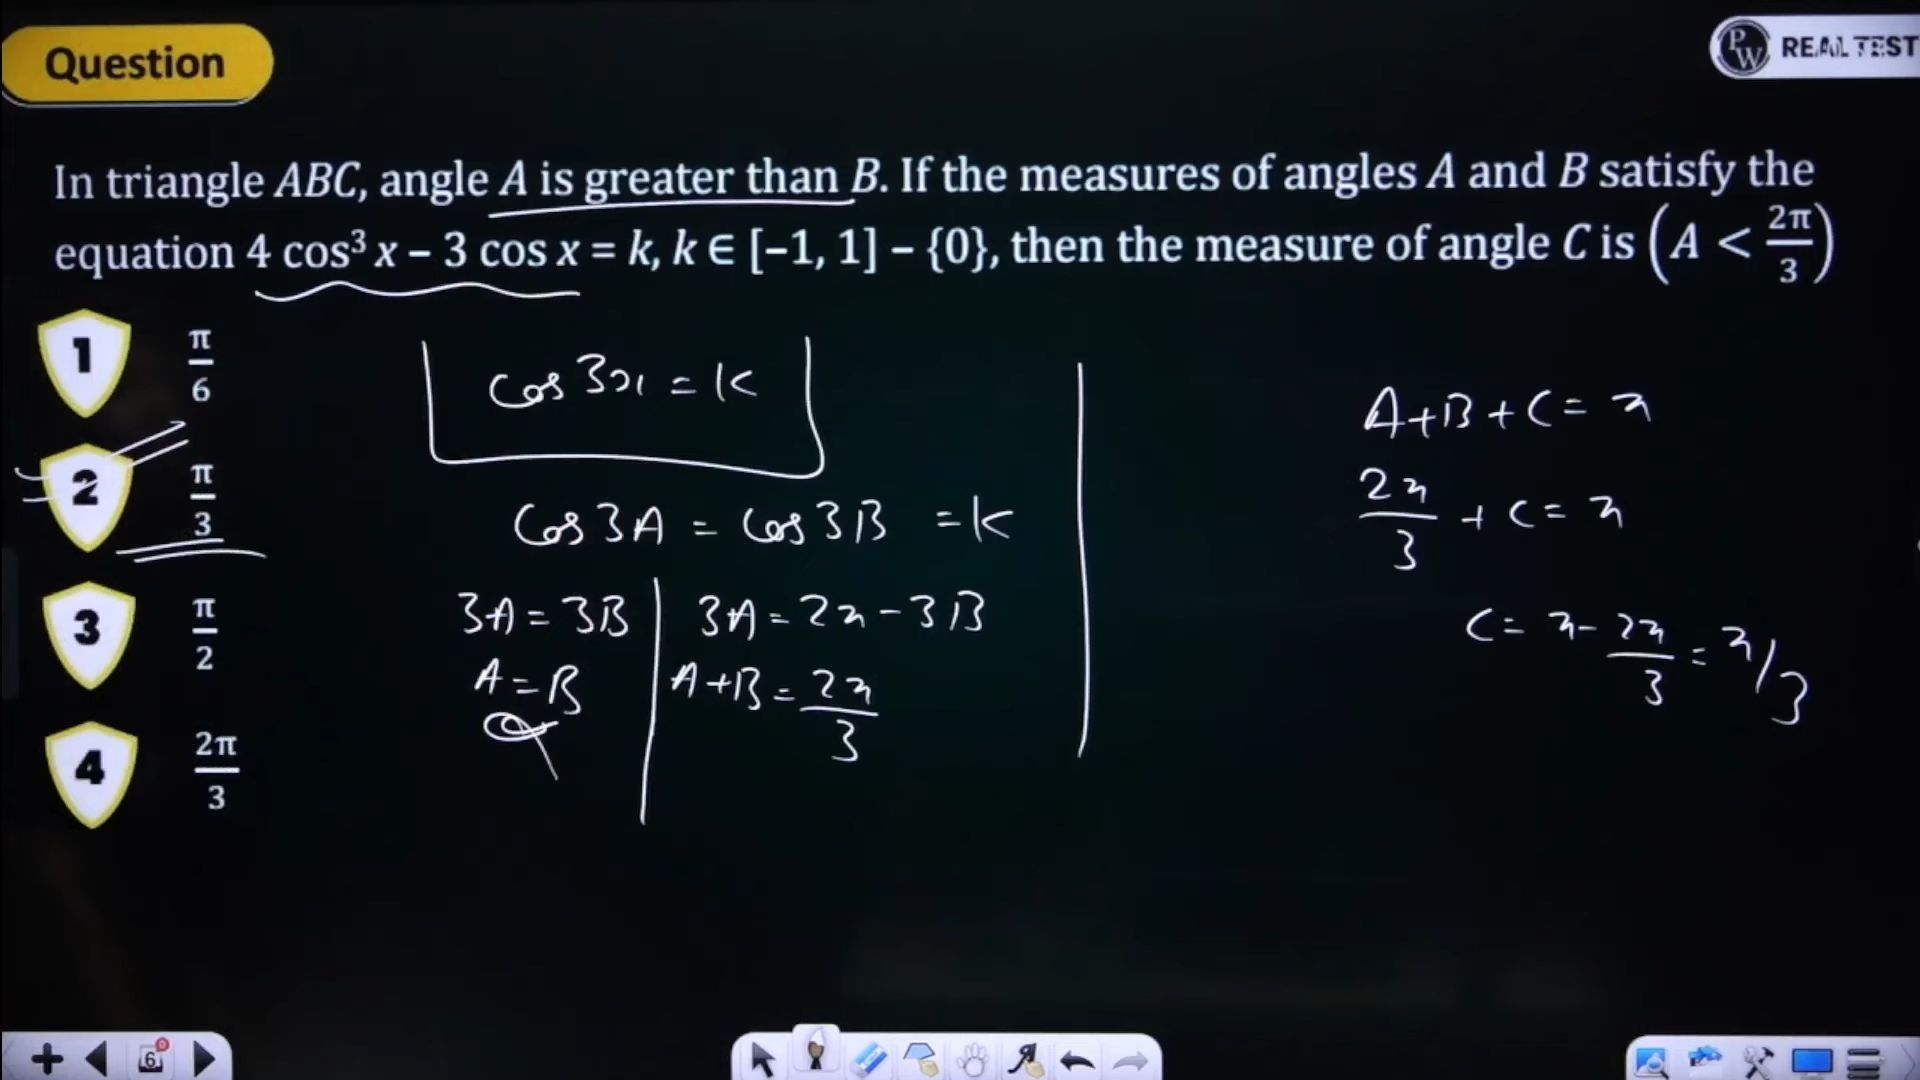 Question
PW REAL TEST
In triangle ABC, angle A is greater than B. If the measures of angles A and B satisfy the
equation 4 cos³ x – 3 cos x = k, k ∈ [–1, 1] – {0}, then the measure of angle C is (A < 2π/3)
1 π/6
2 π/3
3 π/2
4 2π/3
cos 3x = k
cos 3A = cos 3B = k
3A = 3B
A = B
3A = 2π - 3B
A + B = 2π/3
A + B + C = π
2π/3 + C = π
C = π - 2π/3 = π/3
6
0